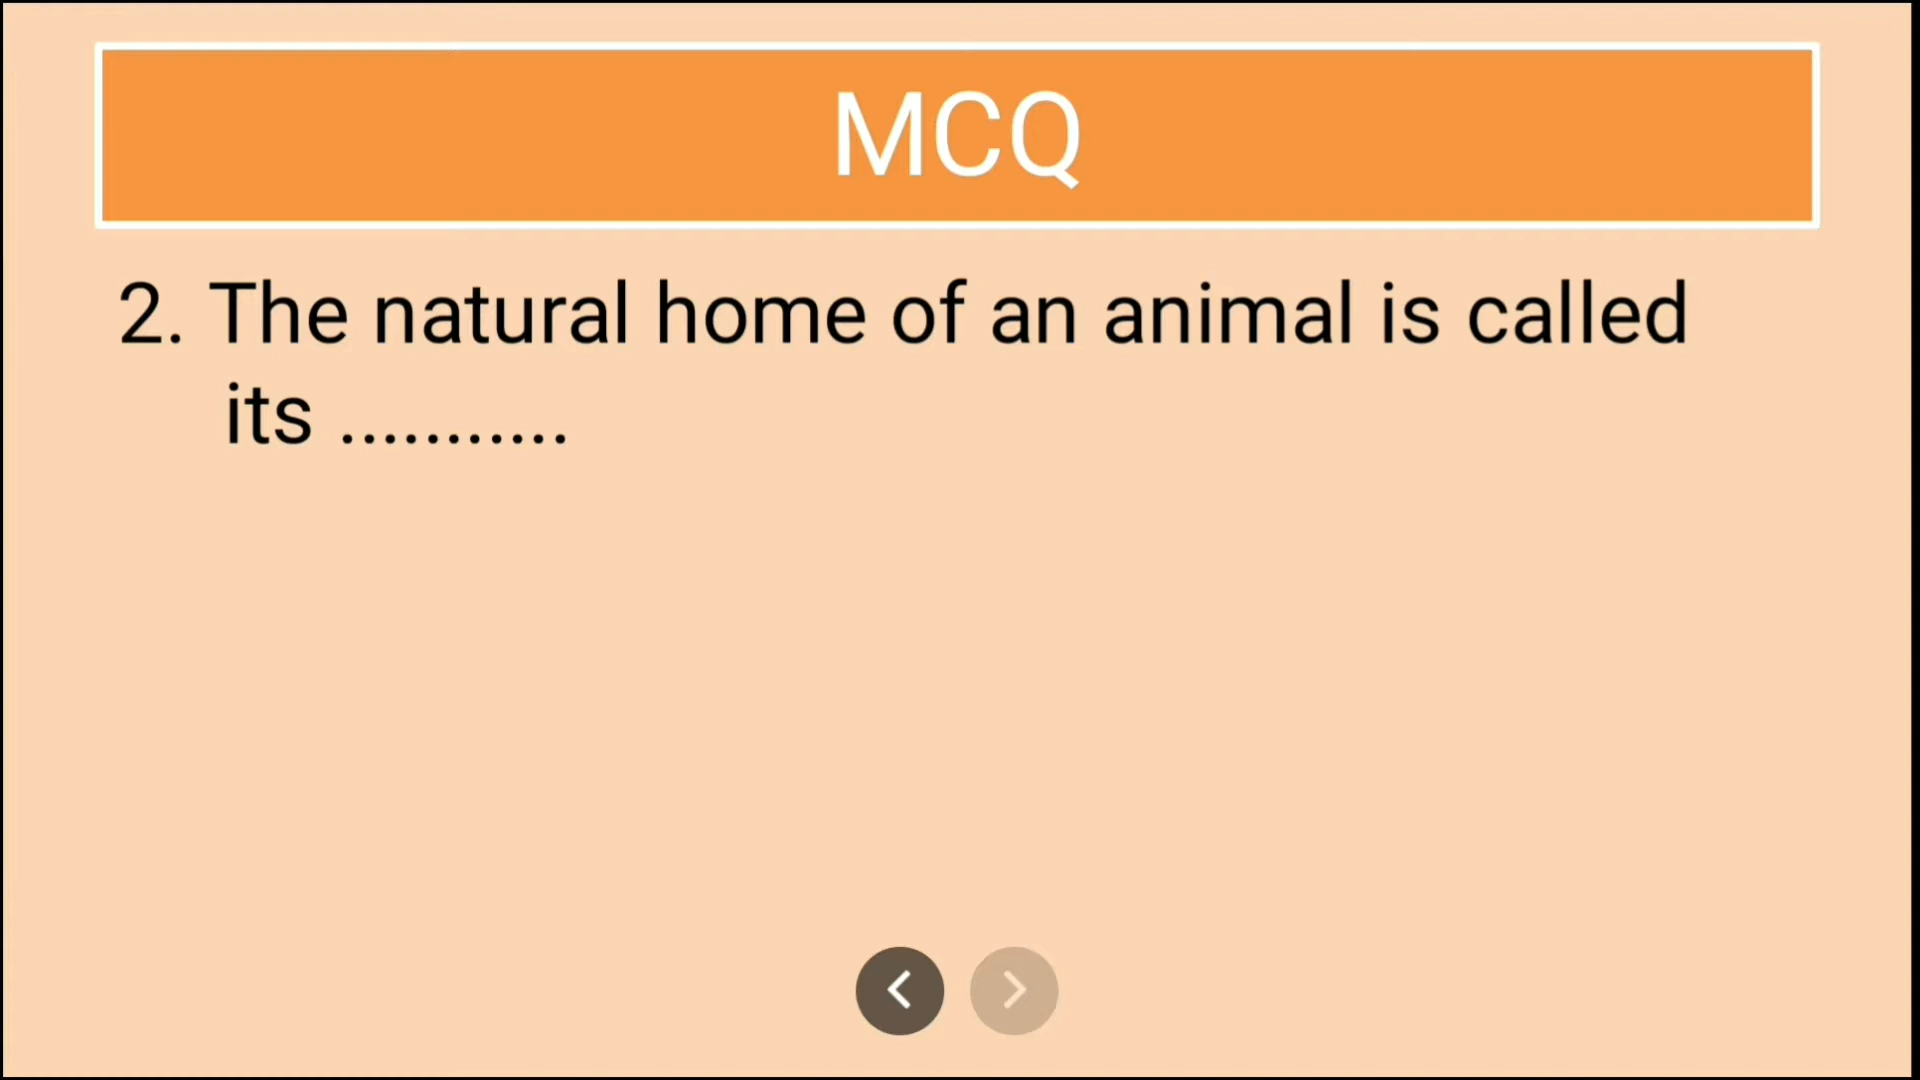 MCQ
2. The natural home of an animal is called
its ...........